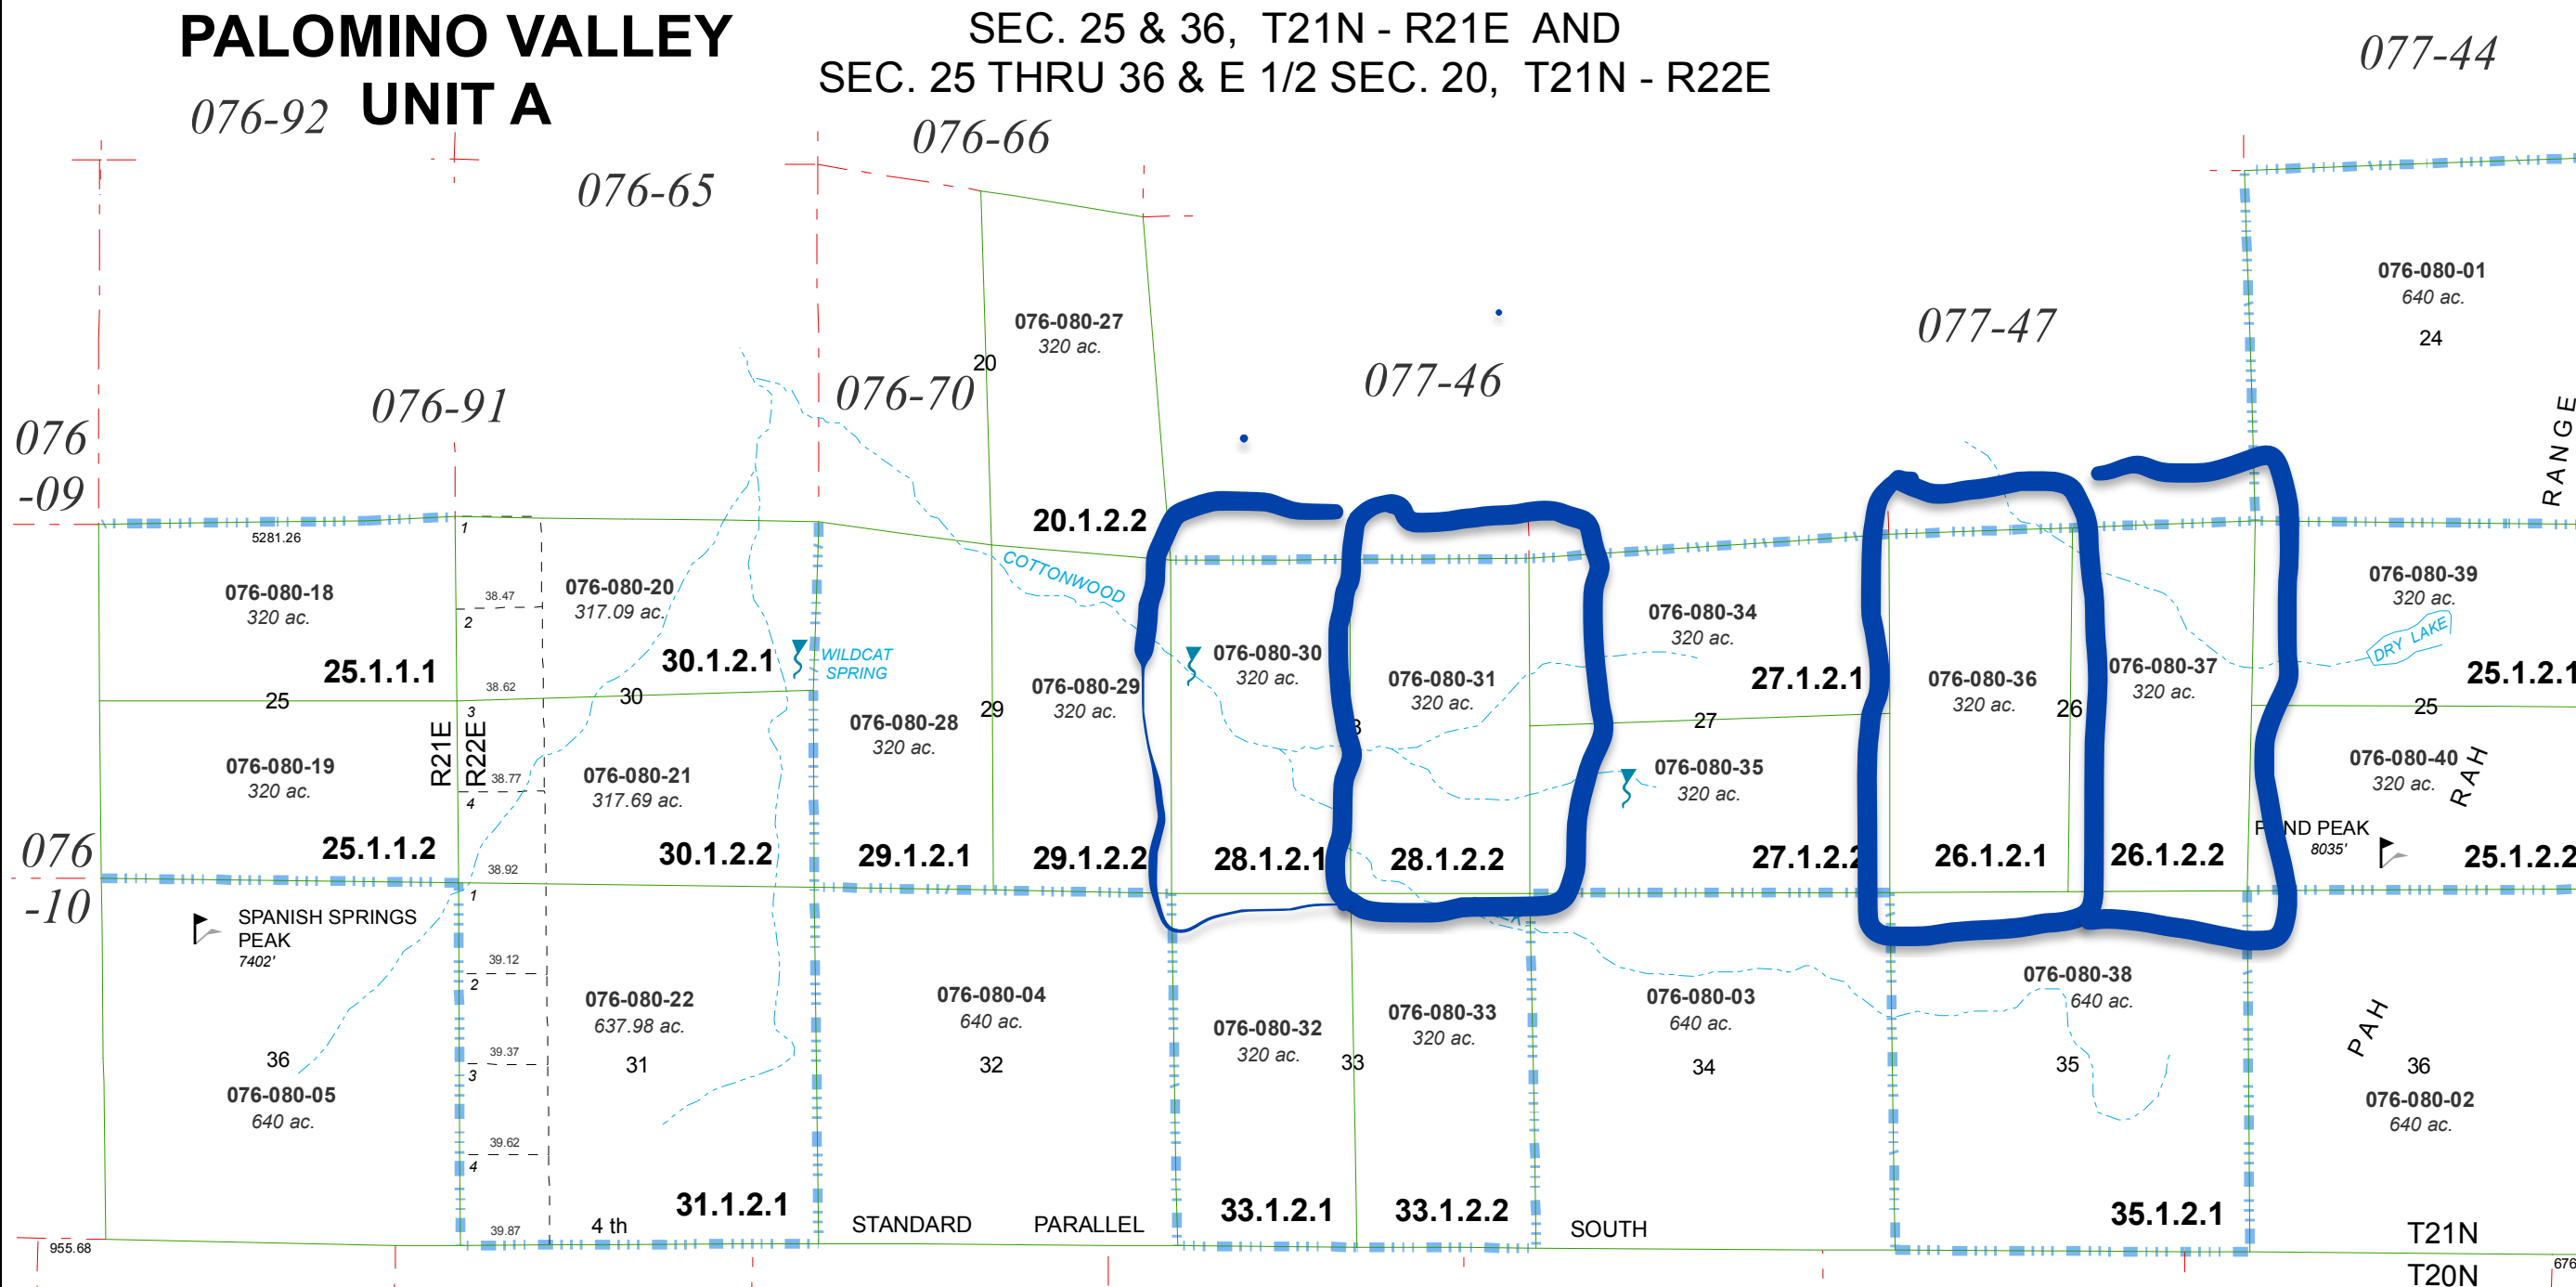 PALOMINO VALLEY
UNIT A
SEC. 25 & 36, T21N - R21E AND
SEC. 25 THRU 36 & E 1/2 SEC. 20, T21N - R22E
077-44
076-92
076-66
076-65
076-080-01
640 ac.
24
076-080-27
320 ac.
20
077-47
077-46
076-70
076-91
076
-09
RANGE
20.1.2.2
1
5281.26
COTTONWOOD
076-080-18
320 ac.
076-080-20
317.09 ac.
38.47
2
076-080-39
320 ac.
DRY LAKE
076-080-34
320 ac.
WILDCAT
SPRING
076-080-30
320 ac.
25.1.1.1
30.1.2.1
076-080-29
320 ac.
076-080-31
320 ac.
27.1.2.1
076-080-36
320 ac.
076-080-37
320 ac.
25.1.2.1
38.62
25
30
3
29
076-080-28
320 ac.
27
26
25
R21E
R22E
076-080-19
320 ac.
38.77
4
076-080-21
317.69 ac.
076-080-35
320 ac.
076-080-40
320 ac.
RAH
PEAK
8035'
076
-10
25.1.1.2
30.1.2.2
29.1.2.1
29.1.2.2
28.1.2.1
28.1.2.2
27.1.2.2
26.1.2.1
26.1.2.2
25.1.2.2
38.92
1
SPANISH SPRINGS
PEAK
7402'
39.12
2
076-080-22
637.98 ac.
31
076-080-04
640 ac.
32
076-080-32
320 ac.
33
076-080-33
320 ac.
076-080-03
640 ac.
34
076-080-38
640 ac.
35
PAH
36
076-080-02
640 ac.
36
076-080-05
640 ac.
39.37
3
39.62
4
39.87
4 th
31.1.2.1
STANDARD
PARALLEL
33.1.2.1
33.1.2.2
SOUTH
35.1.2.1
T21N
T20N
955.68
676